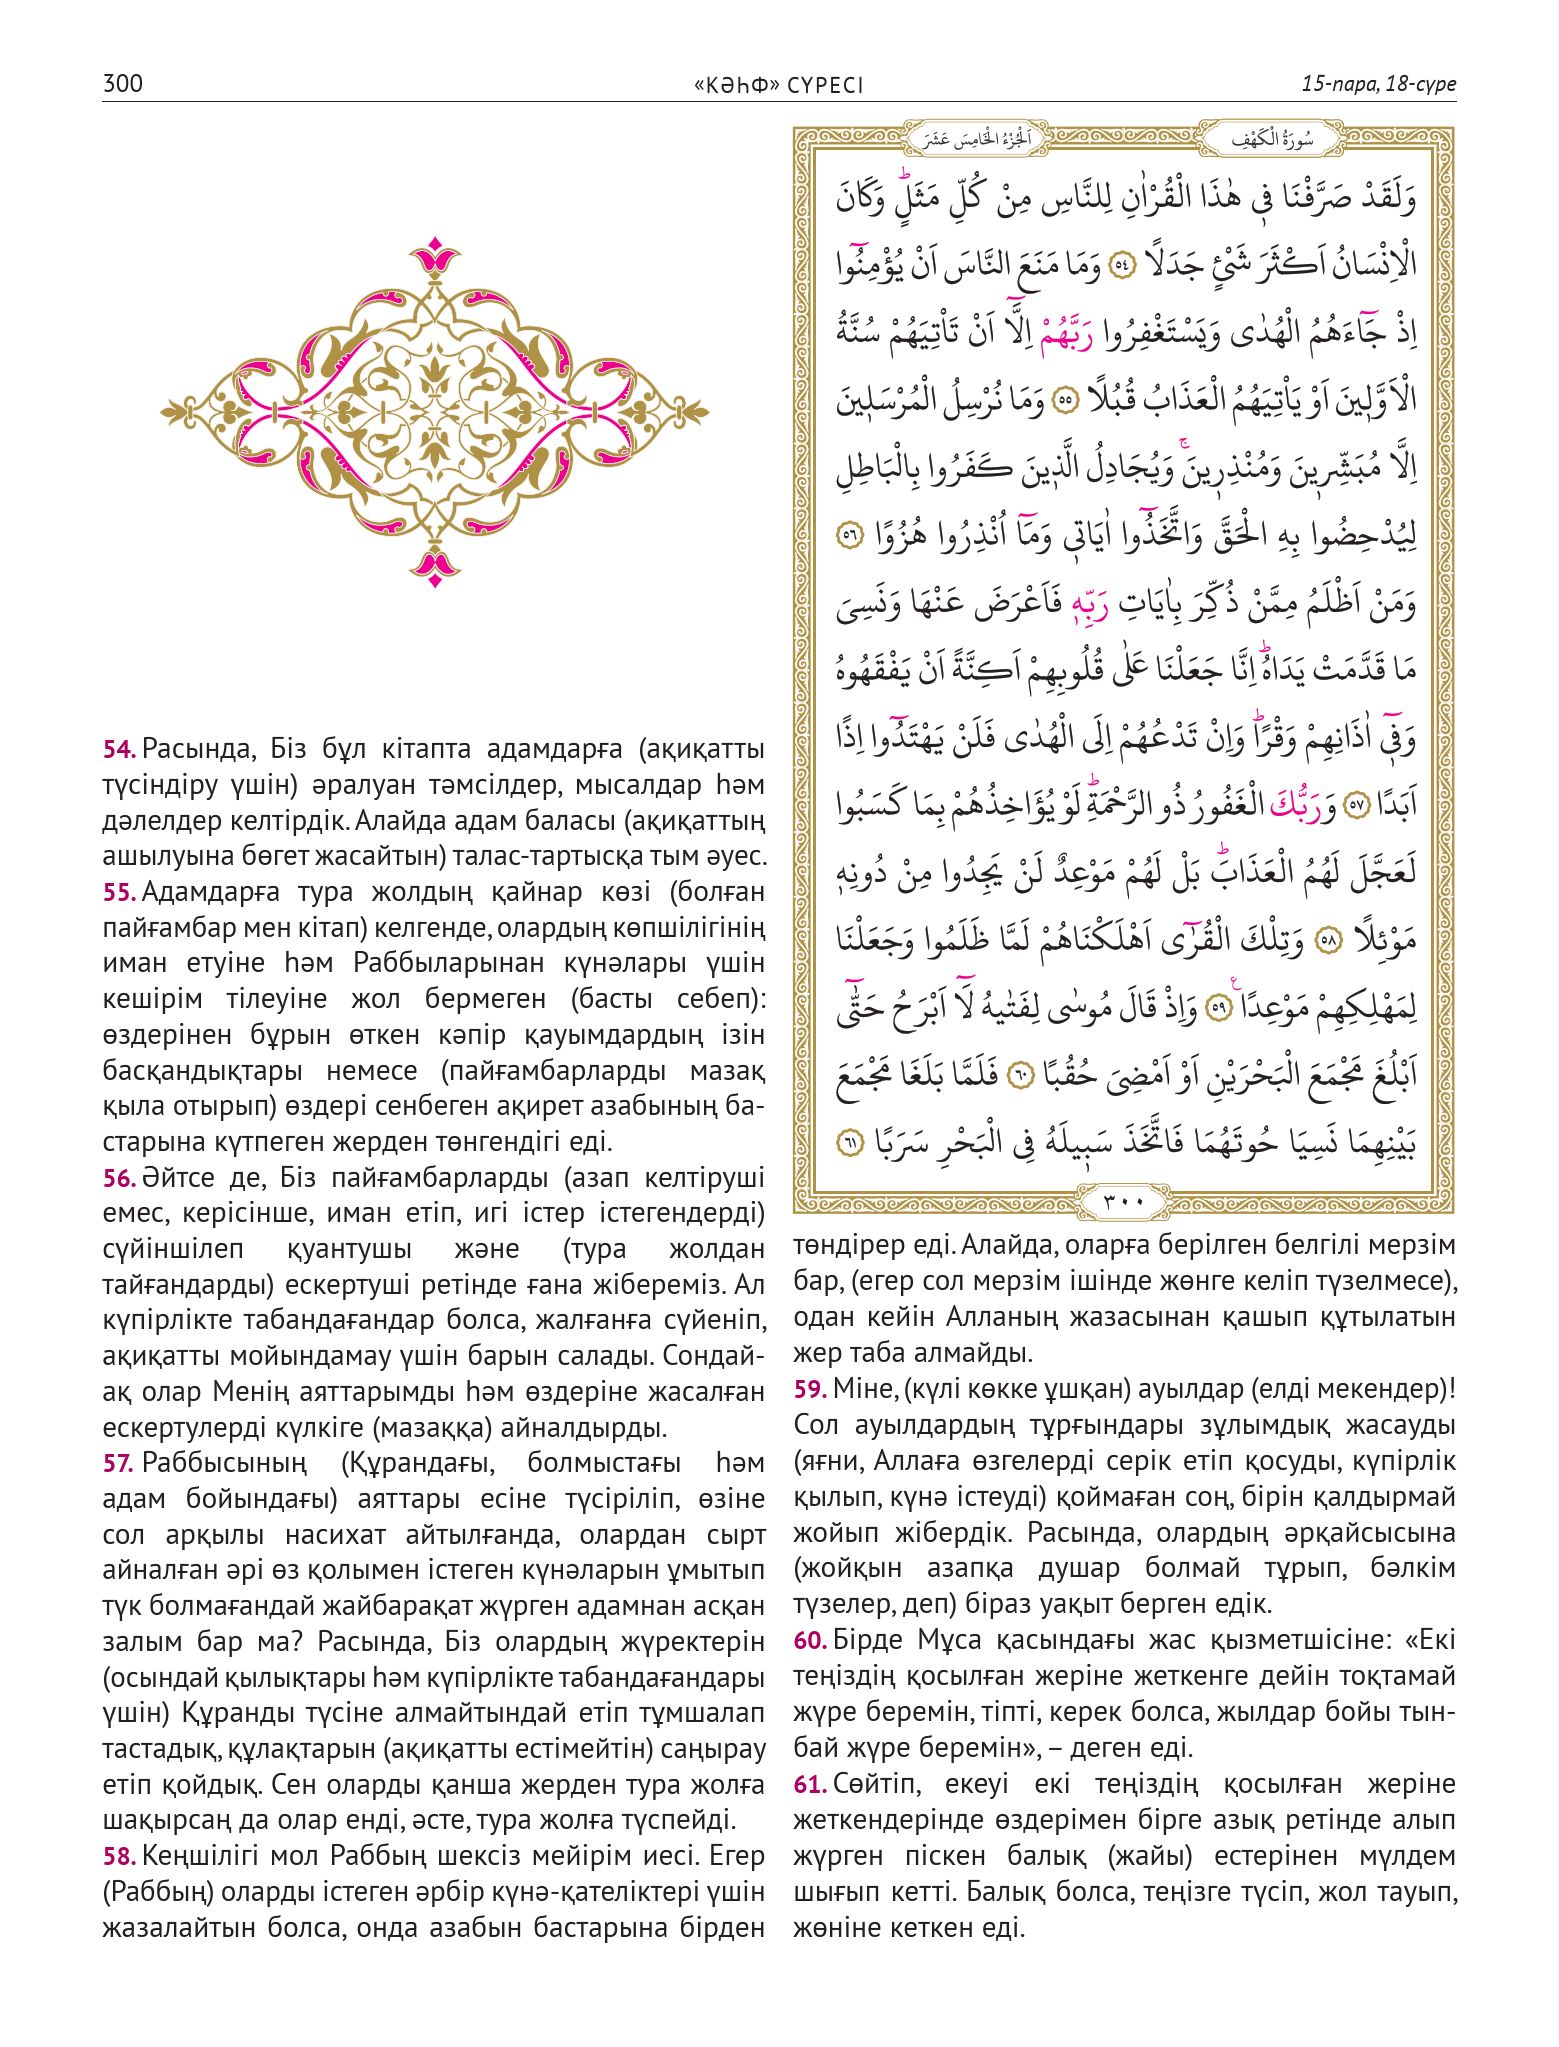 300
«КӘҺФ» СҮРЕСІ
15-пара, 18-сүре
اَلْجُزْءُ الْخَامِسَ عَشَرَ
سُورَةُ الْكَهْفِ
وَلَقَدْ صَرَّفْنَا ف۪ي هٰذَا الْقُرْاٰنِ لِلنَّاسِ مِنْ كُلِّ مَثَلٍۜ وَكَانَ
الْاِنْسَانُ اَكْثَرَ شَيْءٍ جَدَلًا ﴿٥٤﴾ وَمَا مَنَعَ النَّاسَ اَنْ يُؤْمِنُٓوا
اِذْ جَٓاءَهُمُ الْهُدٰى وَيَسْتَغْفِرُوا رَبَّهُمْ اِلَّٓا اَنْ تَأْتِيَهُمْ سُنَّةُ
الْاَوَّل۪ينَ اَوْ يَأْتِيَهُمُ الْعَذَابُ قُبُلًا ﴿٥٥﴾ وَمَا نُرْسِلُ الْمُرْسَل۪ينَ
اِلَّا مُبَشِّر۪ينَ وَمُنْذِر۪ينَۚ وَيُجَادِلُ الَّذ۪ينَ كَفَرُوا بِالْبَاطِلِ
لِيُدْحِضُوا بِهِ الْحَقَّ وَاتَّخَذُٓوا اٰيَات۪ي وَمَٓا اُنْذِرُوا هُزُوًا ﴿٥٦﴾
وَمَنْ اَظْلَمُ مِمَّنْ ذُكِّرَ بِاٰيَاتِ رَبِّه۪ فَاَعْرَضَ عَنْهَا وَنَسِيَ
مَا قَدَّمَتْ يَدَاهُۜ اِنَّا جَعَلْنَا عَلٰى قُلُوبِهِمْ اَكِنَّةً اَنْ يَفْقَهُوهُ
وَف۪ٓي اٰذَانِهِمْ وَقْرًاۜ وَاِنْ تَدْعُهُمْ اِلَى الْهُدٰى فَلَنْ يَهْتَدُٓوا اِذًا
اَبَدًا ﴿٥٧﴾ وَرَبُّكَ الْغَفُورُ ذُو الرَّحْمَةِۜ لَوْ يُؤَاخِذُهُمْ بِمَا كَسَبُوا
لَعَجَّلَ لَهُمُ الْعَذَابَۜ بَلْ لَهُمْ مَوْعِدٌ لَنْ يَجِدُوا مِنْ دُونِه۪
مَوْئِلًا ﴿٥٨﴾ وَتِلْكَ الْقُرٰٓى اَهْلَكْنَاهُمْ لَمَّا ظَلَمُوا وَجَعَلْنَا
لِمَهْلِكِهِمْ مَوْعِدًا ﴿٥٩﴾ وَاِذْ قَالَ مُوسٰى لِفَتٰيهُ لَٓا اَبْرَحُ حَتّٰٓى
اَبْلُغَ مَجْمَعَ الْبَحْرَيْنِ اَوْ اَمْضِيَ حُقُبًا ﴿٦٠﴾ فَلَمَّا بَلَغَا مَجْمَعَ
بَيْنِهِمَا نَسِيَا حُوتَهُمَا فَاتَّخَذَ سَب۪يلَهُ فِي الْبَحْرِ سَرَبًا ﴿٦١﴾
٣٠٠
54. Расында, Біз бұл кітапта адамдарға (ақиқатты
түсіндіру үшін) әралуан тәмсілдер, мысалдар һәм
дәлелдер келтірдік. Алайда адам баласы (ақиқаттың
ашылуына бөгет жасайтын) талас-тартысқа тым әуес.
55. Адамдарға тура жолдың қайнар көзі (болған
пайғамбар мен кітап) келгенде, олардың көпшілігінің
иман етуіне һәм Раббыларынан күнәлары үшін
кешірім тілеуіне жол бермеген (басты себеп):
өздерінен бұрын өткен кәпір қауымдардың ізін
басқандықтары немесе (пайғамбарларды мазақ
қыла отырып) өздері сенбеген ақирет азабының ба-
старына күтпеген жерден төнгендігі еді.
56. Әйтсе де, Біз пайғамбарларды (азап келтіруші
емес, керісінше, иман етіп, игі істер істегендерді)
сүйіншілеп қуантушы және (тура жолдан
тайғандарды) ескертуші ретінде ғана жібереміз. Ал
күпірлікте табандағандар болса, жалғанға сүйеніп,
ақиқатты мойындамау үшін барын салады. Сондай-
ақ олар Менің аяттарымды һәм өздеріне жасалған
ескертулерді күлкіге (мазаққа) айналдырды.
57. Раббысының (Құрандағы, болмыстағы һәм
адам бойындағы) аяттары есіне түсіріліп, өзіне
сол арқылы насихат айтылғанда, олардан сырт
айналған әрі өз қолымен істеген күнәларын ұмытып
түк болмағандай жайбарақат жүрген адамнан асқан
залым бар ма? Расында, Біз олардың жүректерін
(осындай қылықтары һәм күпірлікте табандағандары
үшін) Құранды түсіне алмайтындай етіп тұмшалап
тастадық, құлақтарын (ақиқатты естімейтін) саңырау
етіп қойдық. Сен оларды қанша жерден тура жолға
шақырсаң да олар енді, әсте, тура жолға түспейді.
58. Кеңшілігі мол Раббың шексіз мейірім иесі. Егер
(Раббың) оларды істеген әрбір күнә-қателіктері үшін
жазалайтын болса, онда азабын бастарына бірден
төндірер еді. Алайда, оларға берілген белгілі мерзім
бар, (егер сол мерзім ішінде жөнге келіп түзелмесе),
одан кейін Алланың жазасынан қашып құтылатын
жер таба алмайды.
59. Міне, (күлі көкке ұшқан) ауылдар (елді мекендер)!
Сол ауылдардың тұрғындары зұлымдық жасауды
(яғни, Аллаға өзгелерді серік етіп қосуды, күпірлік
қылып, күнә істеуді) қоймаған соң, бірін қалдырмай
жойып жібердік. Расында, олардың әрқайсысына
(жойқын азапқа душар болмай тұрып, бәлкім
түзелер, деп) біраз уақыт берген едік.
60. Бірде Мұса қасындағы жас қызметшісіне: «Екі
теңіздің қосылған жеріне жеткенге дейін тоқтамай
жүре беремін, тіпті, керек болса, жылдар бойы тын-
бай жүре беремін», – деген еді.
61. Сөйтіп, екеуі екі теңіздің қосылған жеріне
жеткендерінде өздерімен бірге азық ретінде алып
жүрген піскен балық (жайы) естерінен мүлдем
шығып кетті. Балық болса, теңізге түсіп, жол тауып,
жөніне кеткен еді.